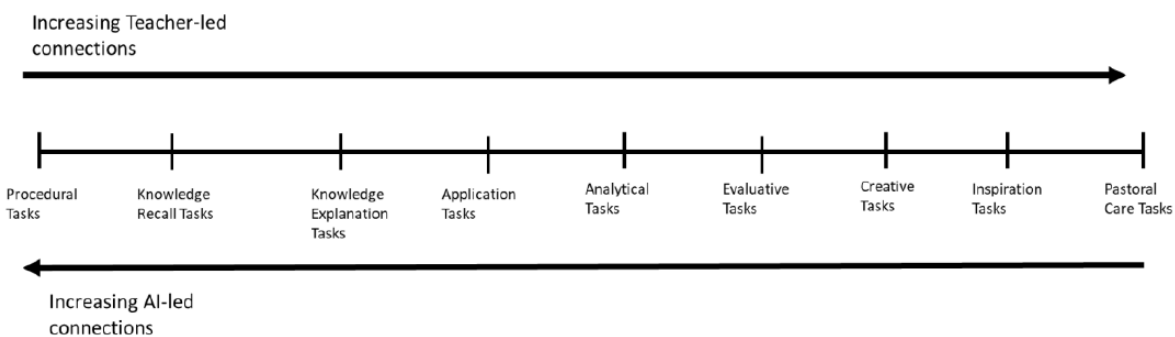 Increasing Teacher-led
connections
Procedural
Tasks
Knowledge
Recall Tasks
Knowledge
Explanation
Tasks
Application
Tasks
Analytical
Tasks
Evaluative
Tasks
Creative
Tasks
Inspiration
Tasks
Pastoral
Care Tasks
Increasing AI-led
connections